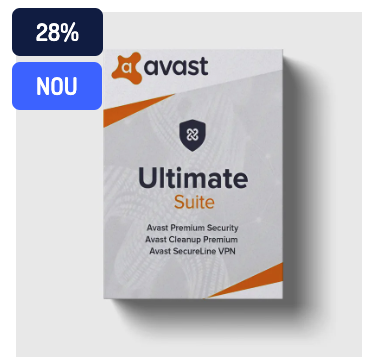 28%
NOU
avast
Ultimate
Suite
Avast Premium Security
Avast Cleanup Premium
Avast SecureLine VPN